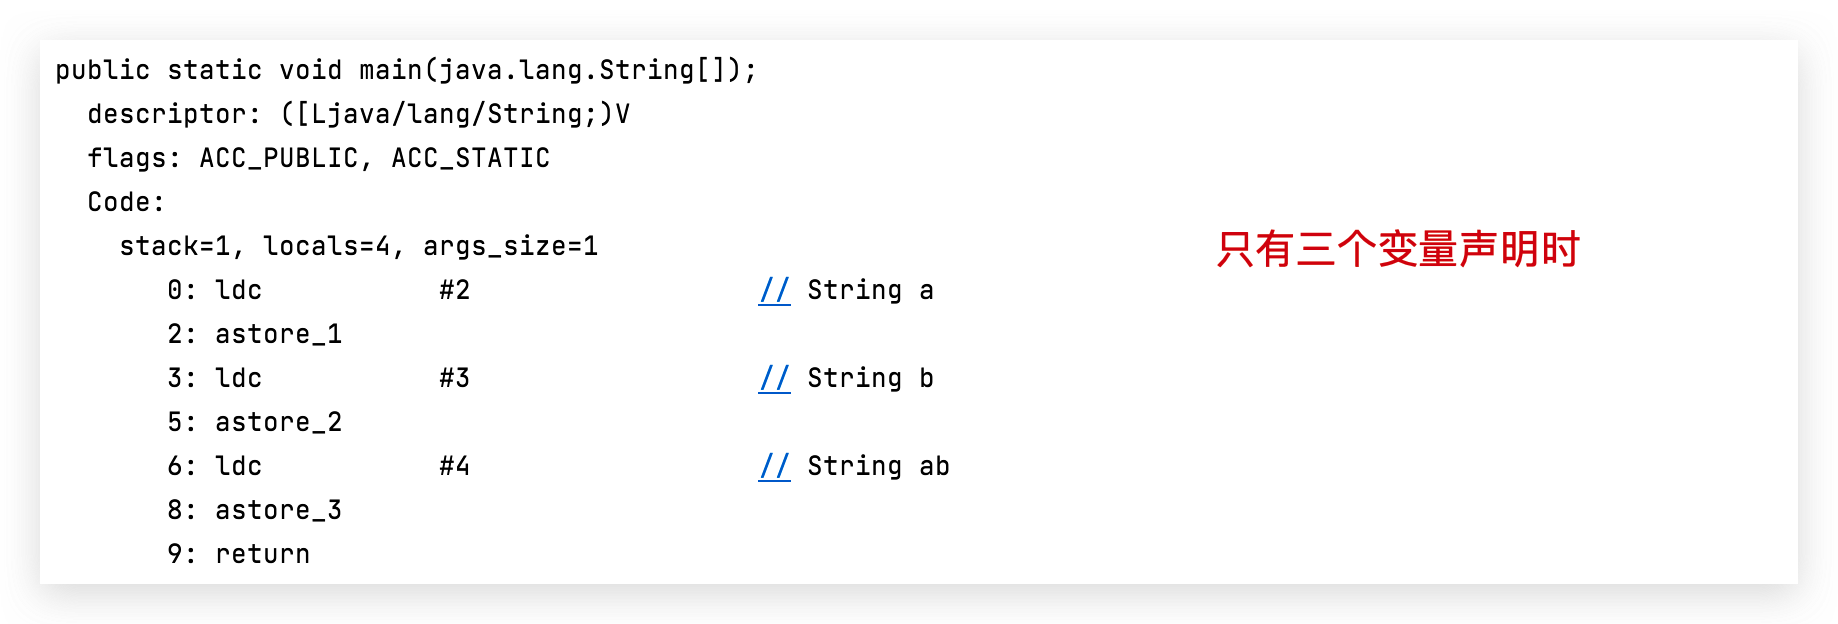 public static void main(java.lang.String[]);
descriptor: ([Ljava/lang/String;)V
flags: ACC_PUBLIC, ACC_STATIC
Code:
stack=1, locals=4, args_size=1
只有三个变量声明时
0: ldc #2 // String a
2: astore_1
3: ldc #3 // String b
5: astore_2
6: ldc #4 // String ab
8: astore_3
9: return